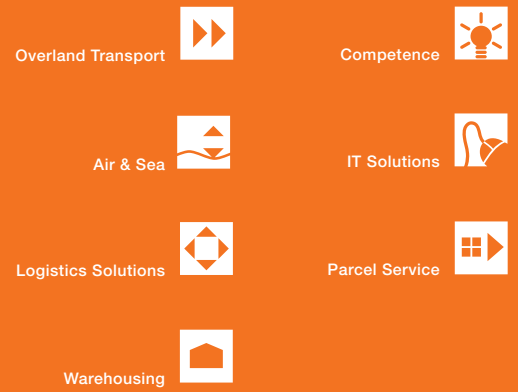 Overland Transport
Air & Sea
Logistics Solutions
Warehousing
Competence
IT Solutions
Parcel Service